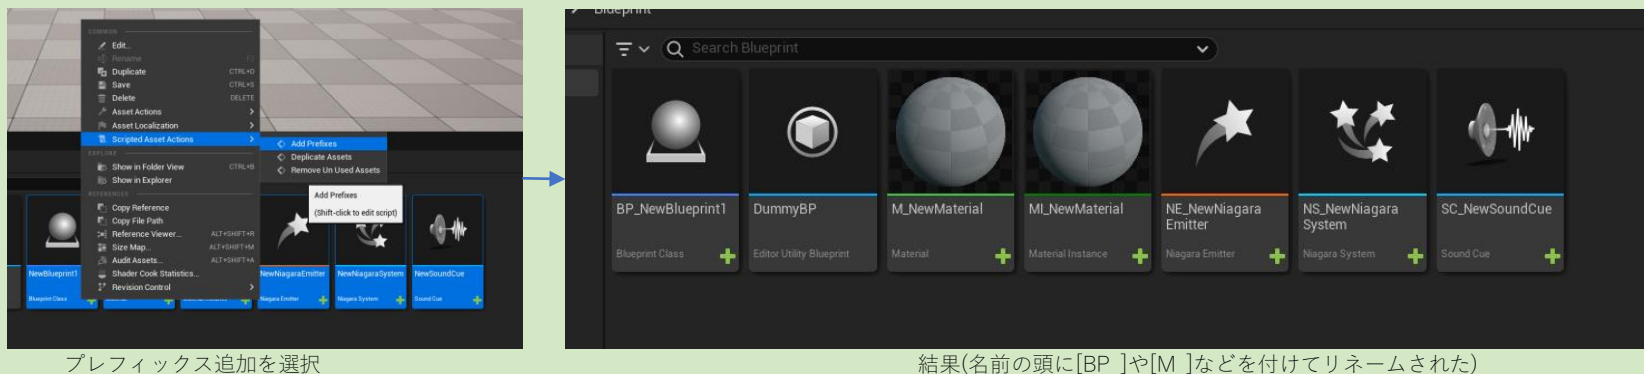 COMMON
Edit...
Rename F2
Duplicate CTRL+D
Save CTRL+S
Delete DELETE
Asset Actions
Asset Localization
Scripted Asset Actions
Add Prefixes
Deplicate Assets
Remove Un Used Assets
EXPLORE
Show in Folder View CTRL+B
Show in Explorer
REFERENCES
Copy Reference
Copy File Path
Reference Viewer... ALT+SHIFT+R
Size Map... ALT+SHIFT+M
Audit Assets... ALT+SHIFT+A
Shader Cook Statistics...
Revision Control
Add Prefixes
(Shift-click to edit script)
NewBlueprint1
Blueprint Class
NewNiagaraEmitter
Niagara Emitter
NewNiagaraSystem
Niagara System
NewSoundCue
Sound Cue
プレフィックス追加を選択
Blueprint
Search Blueprint
BP_NewBlueprint1
Blueprint Class
DummyBP
Editor Utility Blueprint
M_NewMaterial
Material
MI_NewMaterial
Material Instance
NE_NewNiagara
Emitter
Niagara Emitter
NS_NewNiagara
System
Niagara System
SC_NewSoundCue
Sound Cue
結果(名前の頭に[BP_]や[M_]などを付けてリネームされた)